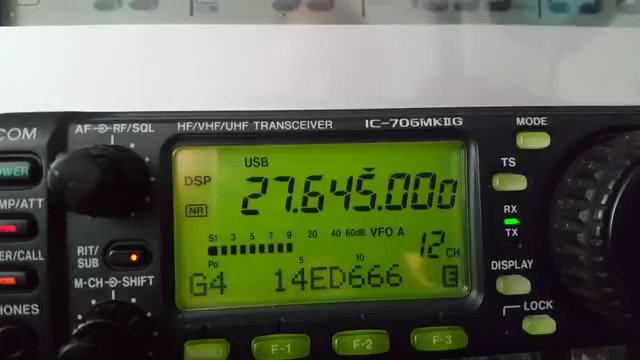 COM
AF RF/SQL
HF/VHF/UHF TRANSCEIVER
IC-706MKIIG
MODE
POWER
DSP
USB
27.645.000
TS
NR
MP/ATT
RX
TX
S1 3 5 7 9 20 40 60dB VFO A
12 CH
RIT/
SUB
ER/CALL
Po 5 10
DISPLAY
M-CH SHIFT
G4 14ED666 E
HONES
LOCK
F-1
F-2
F-3